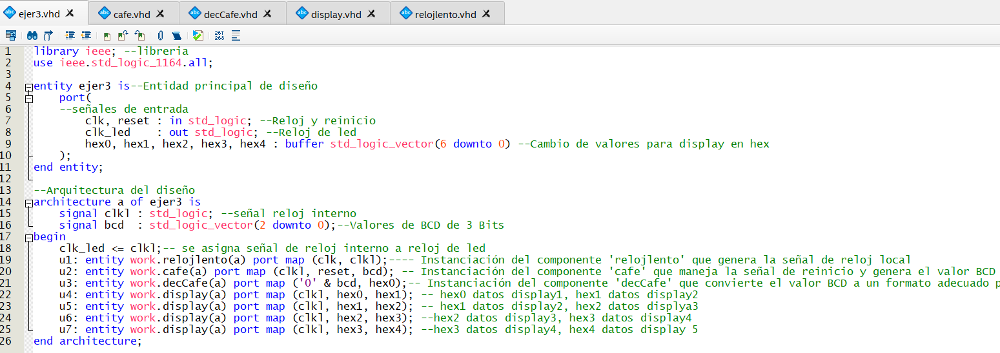 ejer3.vhd cafe.vhd decCafe.vhd display.vhd relojlento.vhd
267
268
1 library ieee; --libreria
2 use ieee.std_logic_1164.all;
3
4 entity ejer3 is--Entidad principal de diseño
5 port(
6 --señales de entrada
7 clk, reset : in std_logic; --Reloj y reinicio
8 clk_led : out std_logic; --Reloj de led
9 hex0, hex1, hex2, hex3, hex4 : buffer std_logic_vector(6 downto 0) --Cambio de valores para display en hex
10 );
11 end entity;
12
13 --Arquitectura del diseño
14 architecture a of ejer3 is
15 signal clkl : std_logic; --señal reloj interno
16 signal bcd : std_logic_vector(2 downto 0);--Valores de BCD de 3 Bits
17 begin
18 clk_led <= clkl;-- se asigna señal de reloj interno a reloj de led
19 u1: entity work.relojlento(a) port map (clk, clkl);---- Instanciación del componente 'relojlento' que genera la señal de reloj local
20 u2: entity work.cafe(a) port map (clkl, reset, bcd); -- Instanciación del componente 'cafe' que maneja la señal de reinicio y genera el valor BCD
21 u3: entity work.decCafe(a) port map ('0' & bcd, hex0);-- Instanciación del componente 'decCafe' que convierte el valor BCD a un formato adecuado p
22 u4: entity work.display(a) port map (clkl, hex0, hex1); -- hex0 datos display1, hex1 datos display2
23 u5: entity work.display(a) port map (clkl, hex1, hex2); -- hex1 datos display2, hex2 datos displya3
24 u6: entity work.display(a) port map (clkl, hex2, hex3); --hex2 datos display3, hex3 datos display4
25 u7: entity work.display(a) port map (clkl, hex3, hex4); --hex3 datos display4, hex4 datos display 5
26 end architecture;